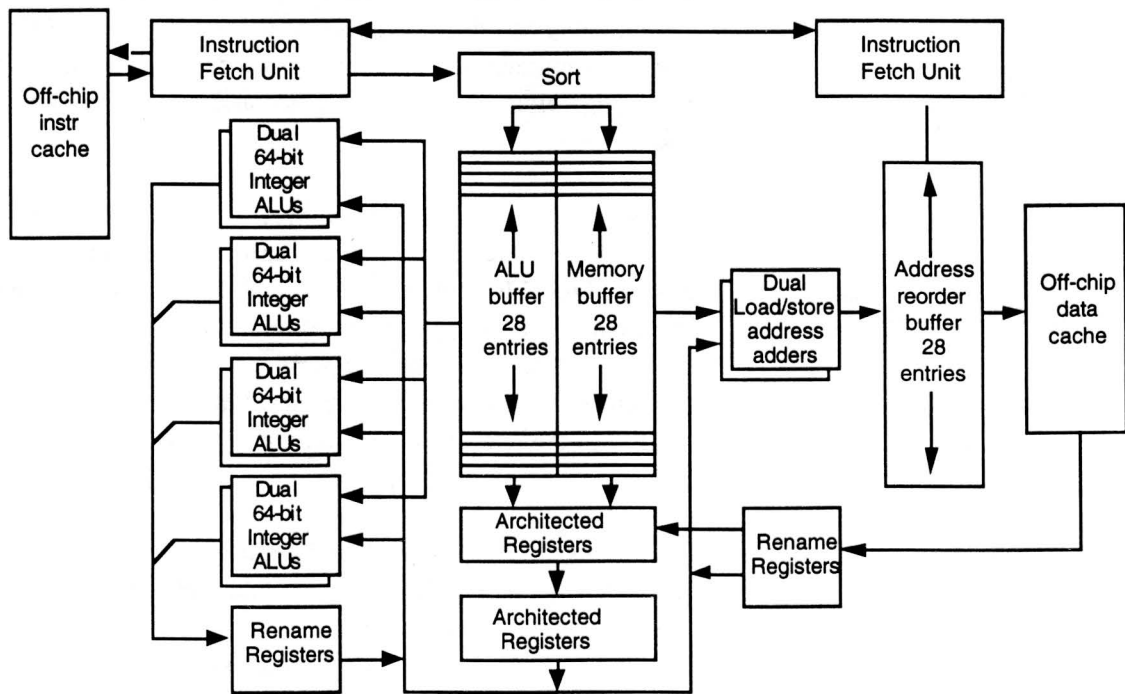 Instruction
Fetch Unit
Instruction
Fetch Unit
Sort
Off-chip
instr
cache
Dual
64-bit
Integer
ALUs
Dual
64-bit
Integer
ALUs
Dual
64-bit
Integer
ALUs
Dual
64-bit
Integer
ALUs
Rename
Registers
ALU
buffer
28
entries
Memory
buffer
28
entries
Architected
Registers
Architected
Registers
Dual
Load/store
address
adders
Address
reorder
buffer
28
entries
Off-chip
data
cache
Rename
Registers